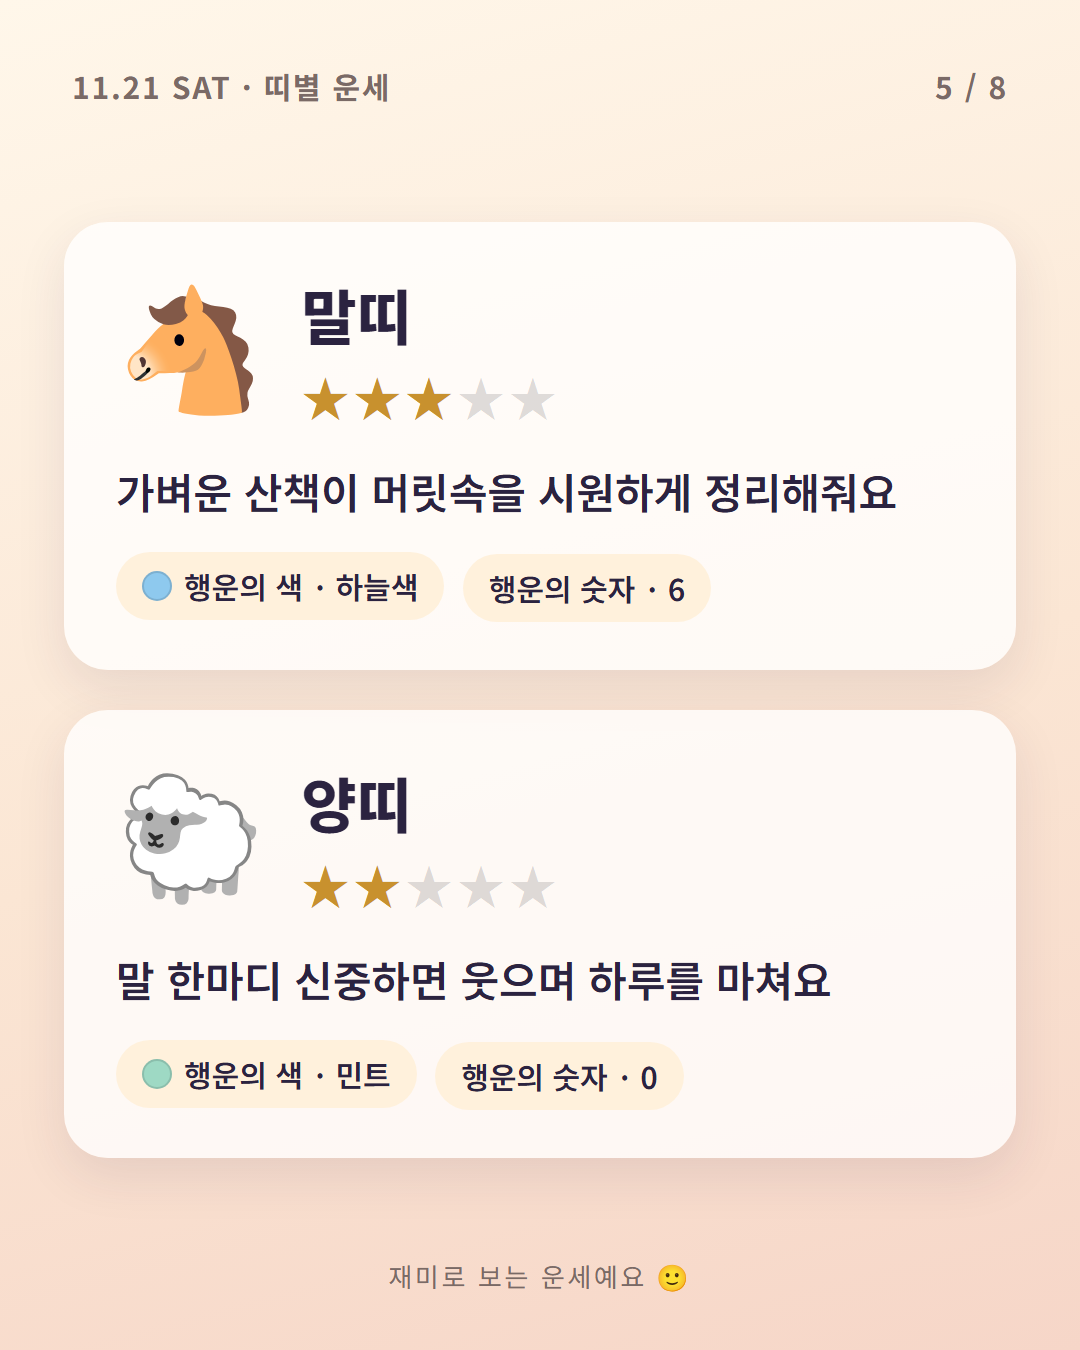 11.21 SAT · 띠별 운세
5 / 8
말띠
★★★★★
가벼운 산책이 머릿속을 시원하게 정리해줘요
행운의 색 · 하늘색
행운의 숫자 · 6
양띠
★★★★★
말 한마디 신중하면 웃으며 하루를 마쳐요
행운의 색 · 민트
행운의 숫자 · 0
재미로 보는 운세예요 🙂